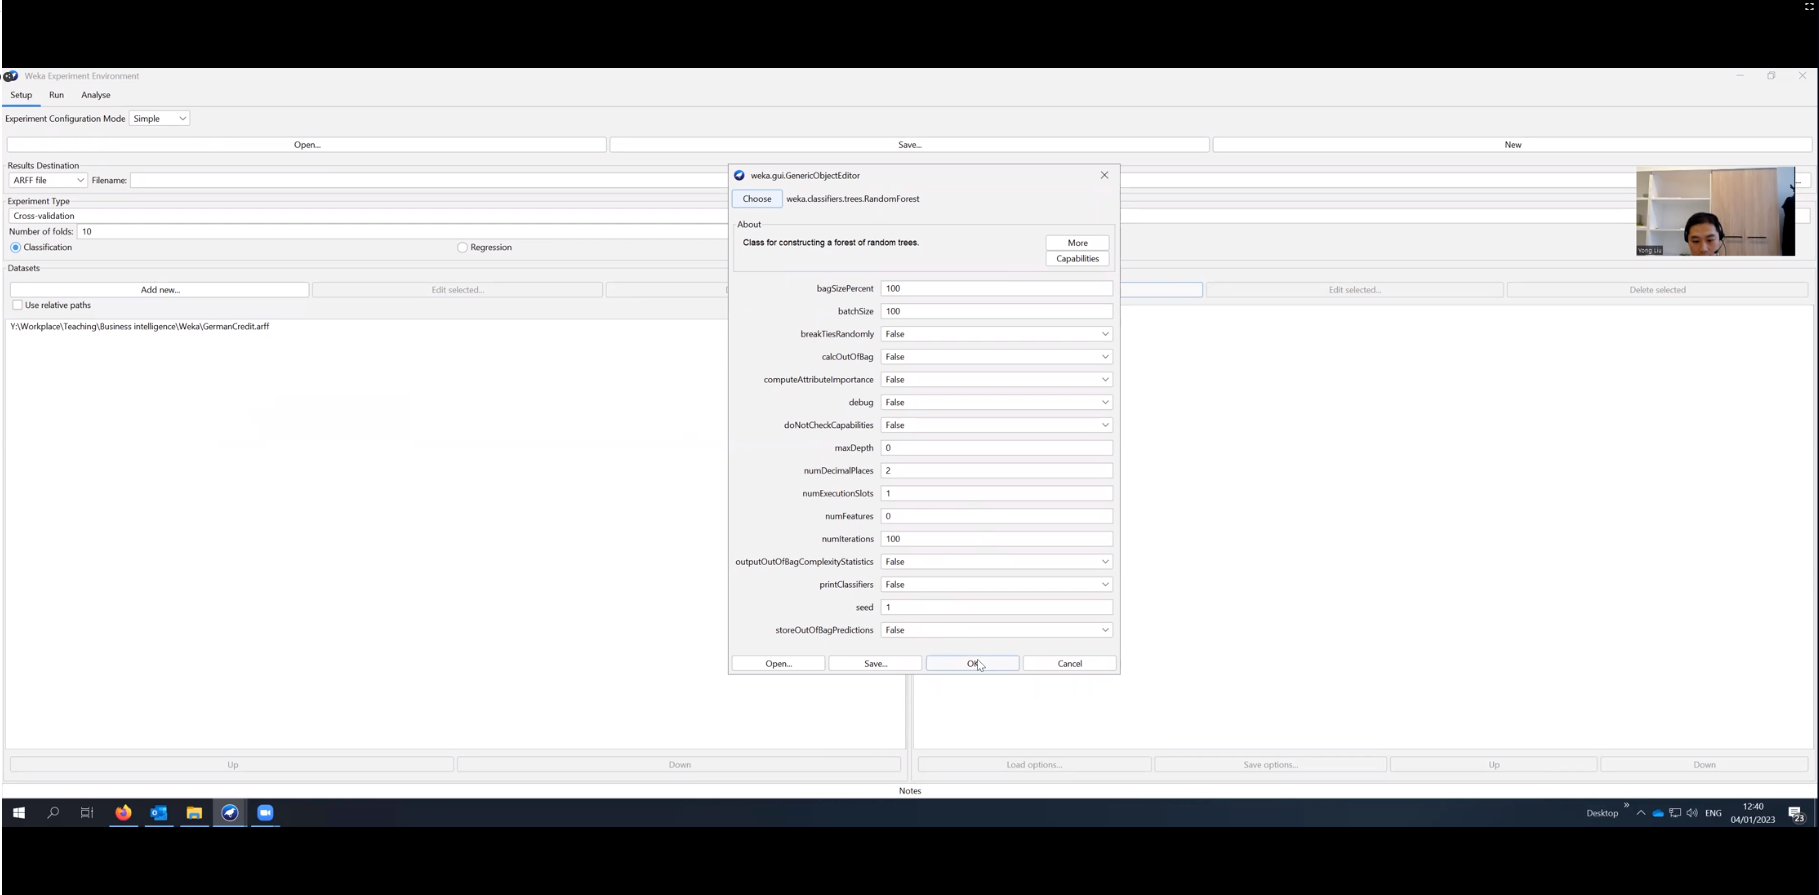 Weka Experiment Environment
Setup Run Analyse
Experiment Configuration Mode Simple
Open... Save... New
Results Destination
ARFF file Filename:
Experiment Type
Cross-validation
Number of folds: 10
Classification Regression
Datasets
Add new... Edit selected... Edit selected... Delete selected
Use relative paths
Y:\Workplace\Teaching\Business intelligence\Weka\GermanCredit.arff
weka.gui.GenericObjectEditor
Choose weka.classifiers.trees.RandomForest
About
Class for constructing a forest of random trees.
More
Capabilities
bagSizePercent 100
batchSize 100
breakTiesRandomly False
calcOutOfBag False
computeAttributeImportance False
debug False
doNotCheckCapabilities False
maxDepth 0
numDecimalPlaces 2
numExecutionSlots 1
numFeatures 0
numIterations 100
outputOutOfBagComplexityStatistics False
printClassifiers False
seed 1
storeOutOfBagPredictions False
Open... Save... OK Cancel
Yong Liu
Up Down Load options... Save options... Up Down
Notes
Desktop ENG 12:40
04/01/2023
23